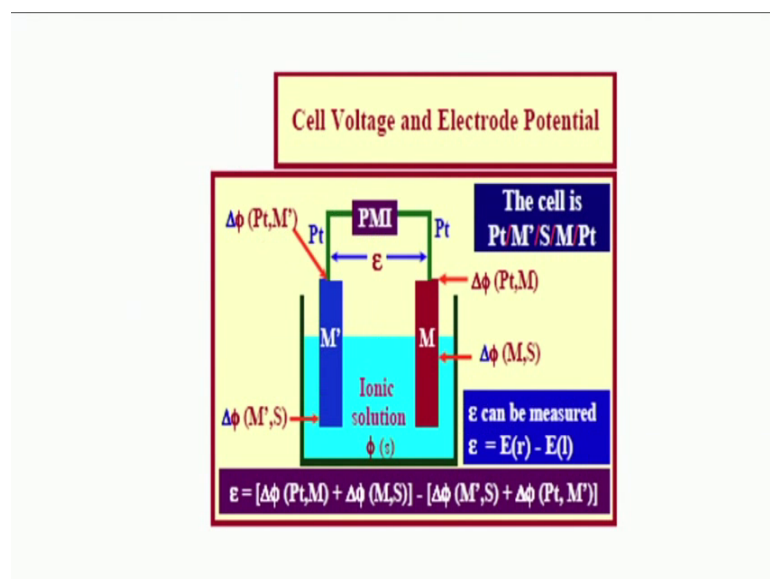 Cell Voltage and Electrode Potential
The cell is
Pt/M'/S/M/Pt
Δϕ (Pt,M')
Pt
PMI
Pt
ε
Δϕ (Pt,M)
M'
M
Δϕ (M,S)
Ionic
solution
ϕ (s)
Δϕ (M',S)
ε can be measured
ε = E(r) - E(l)
ε = [Δϕ (Pt,M) + Δϕ (M,S)] - [Δϕ (M',S) + Δϕ (Pt, M')]